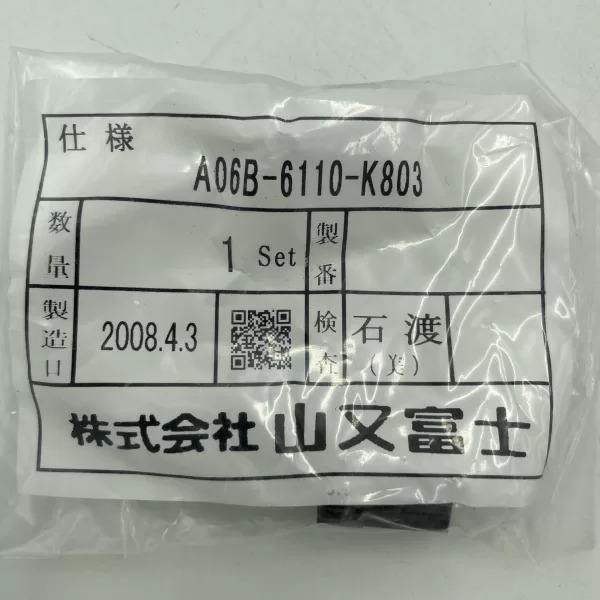 仕様
A06B-6110-K803
数量 1 Set 製番
製造日 2008.4.3 検査 石渡(美)
株式会社山又富士